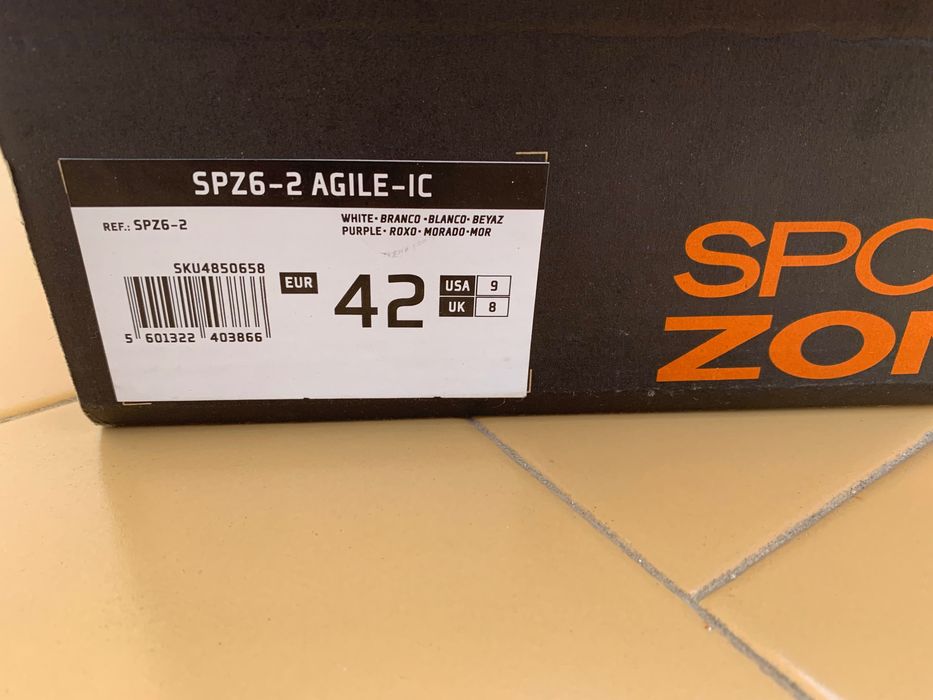 SPZ6-2 AGILE-IC
REF.: SPZ6-2
WHITE• BRANCO •BLANCO• BEYAZ
PURPLE• ROXO •MORADO•MOR
SKU4850658
5 601322 403866
EUR
42
USA 9
UK 8
SPO
ZON